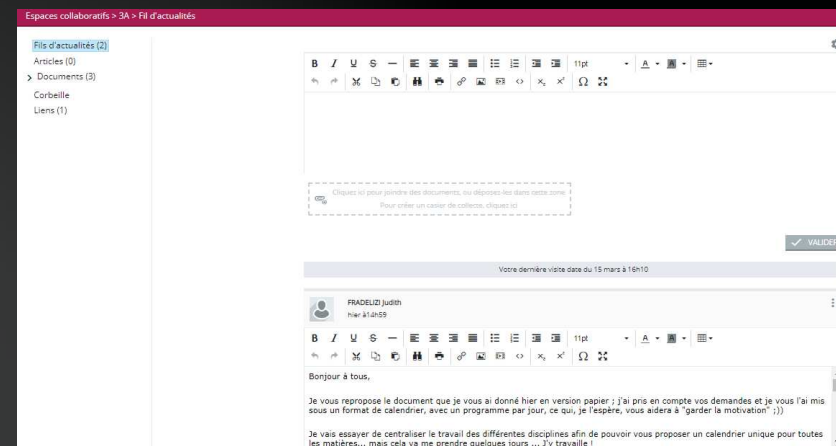 Espaces collaboratifs > 3A > Fil d'actualités
Fils d'actualités (2)
Articles (0)
Documents (3)
Corbeille
Liens (1)
B I U S 11pt A A
x₂ x² Ω
Cliquez ici pour joindre des documents, ou déposez-les dans cette zone
Pour créer un casier de collecte, cliquez ici
VALIDER
Votre dernière visite date du 15 mars à 16h10
FRADELIZI Judith
hier à14h59
B I U S 11pt A A
x₂ x² Ω
Bonjour à tous,
Je vous repropose le document que je vous ai donné hier en version papier ; j'ai pris en compte vos demandes et je vous l'ai mis
sous un format de calendrier, avec un programme par jour, ce qui, je l'espère, vous aidera à "garder la motivation" ;))
Je vais essayer de centraliser le travail des différentes disciplines afin de pouvoir vous proposer un calendrier unique pour toutes
les matières... mais cela va me prendre quelques jours ... J'y travaille !